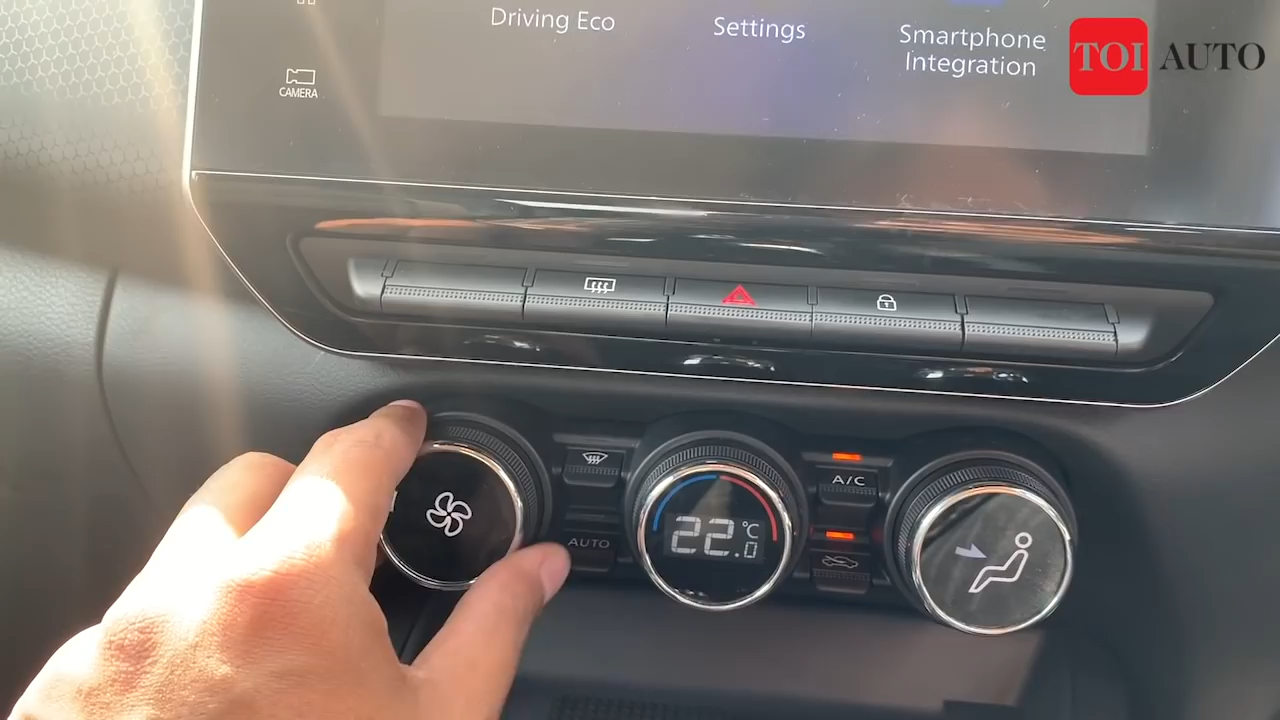 Driving Eco
Settings
Smartphone
Integration
TOI AUTO
CAMERA
A/C
AUTO
22.0 °C